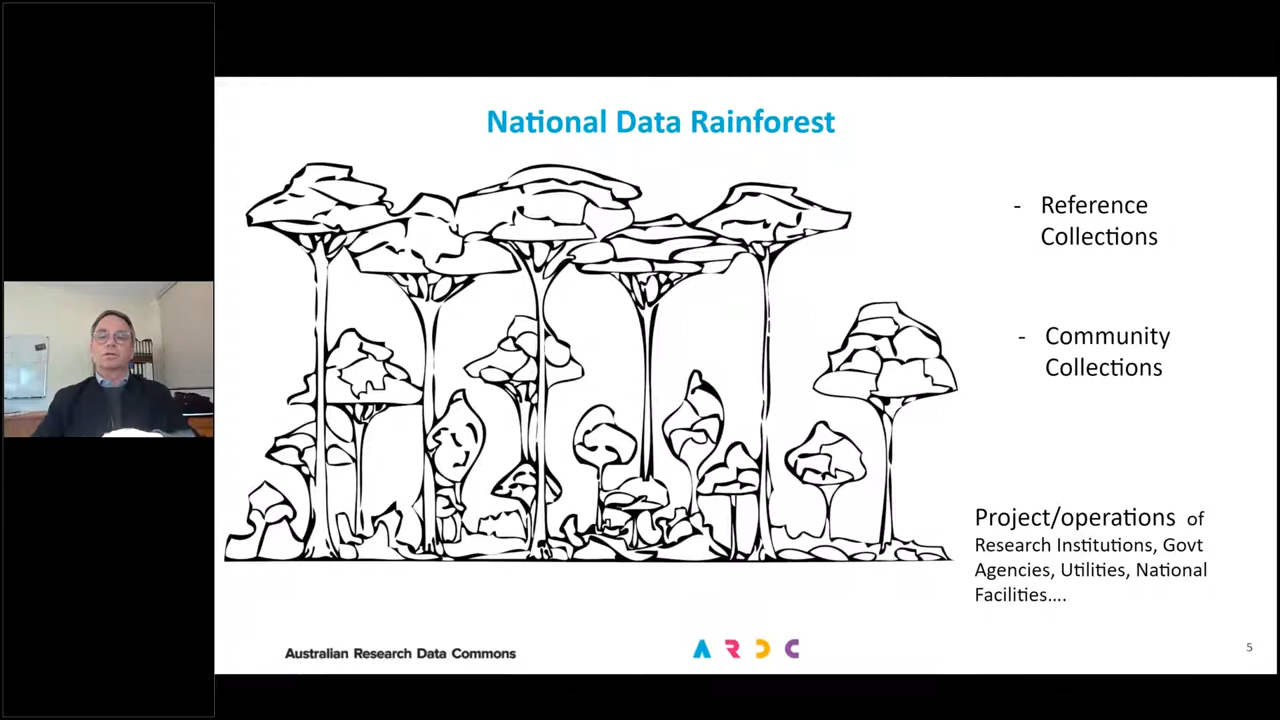 National Data Rainforest
- Reference
Collections
- Community
Collections
Project/operations of
Research Institutions, Govt
Agencies, Utilities, National
Facilities....
Australian Research Data Commons
ARDC
5